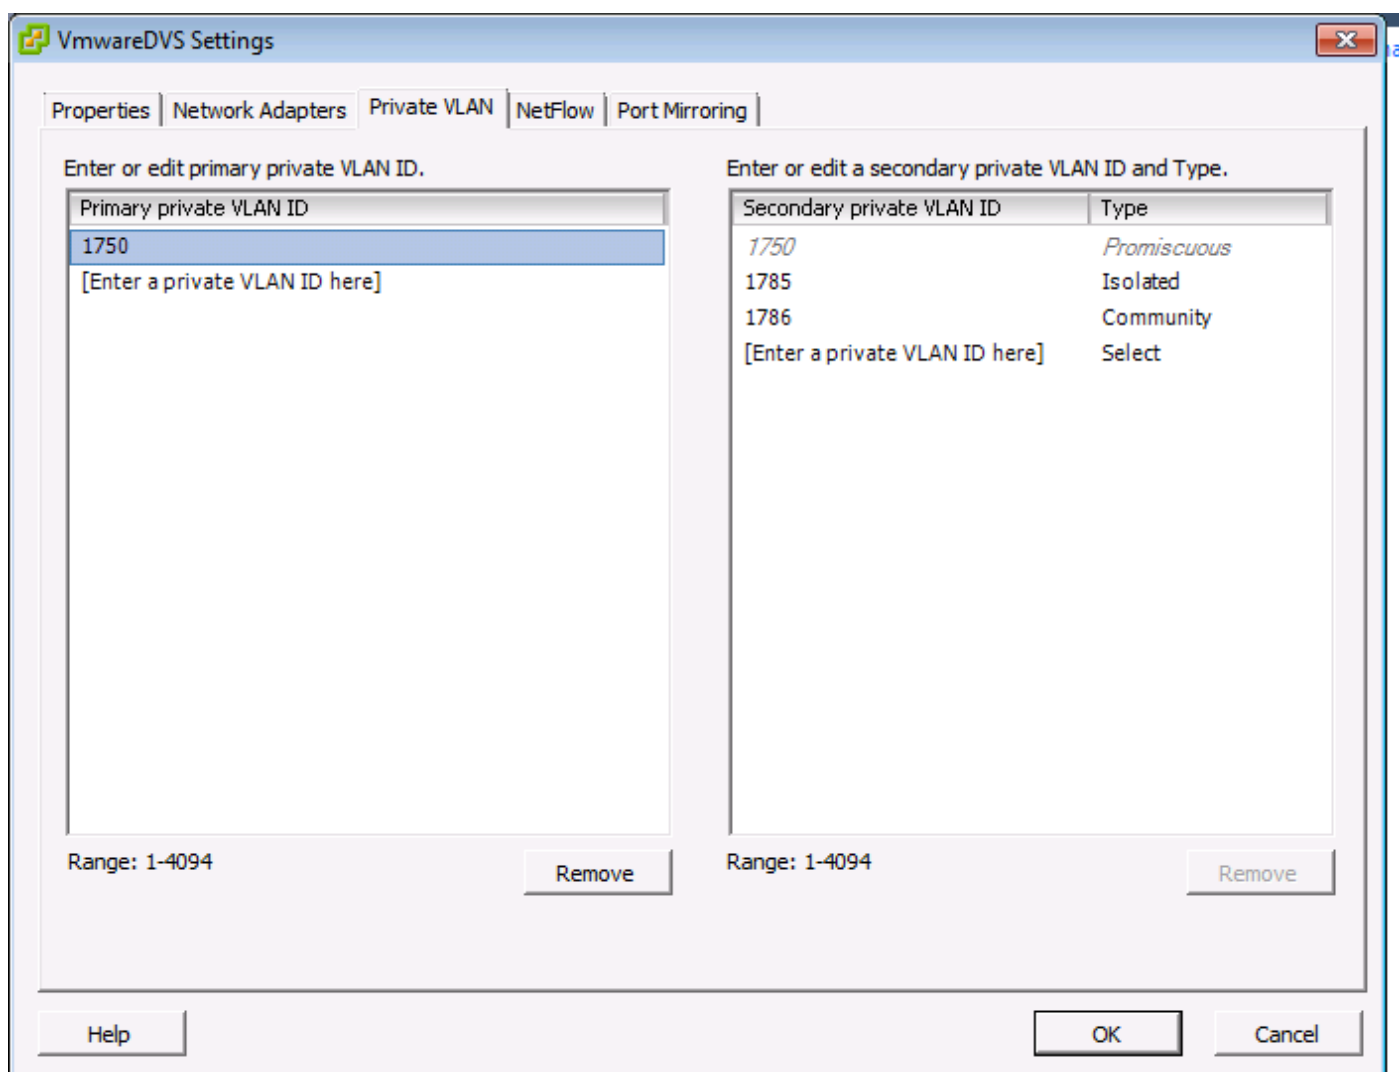 VmwareDVS Settings
Properties Network Adapters Private VLAN NetFlow Port Mirroring
Enter or edit primary private VLAN ID.
Primary private VLAN ID
1750
[Enter a private VLAN ID here]
Range: 1-4094
Remove
Enter or edit a secondary private VLAN ID and Type.
Secondary private VLAN ID Type
1750 Promiscuous
1785 Isolated
1786 Community
[Enter a private VLAN ID here] Select
Range: 1-4094
Remove
Help
OK
Cancel